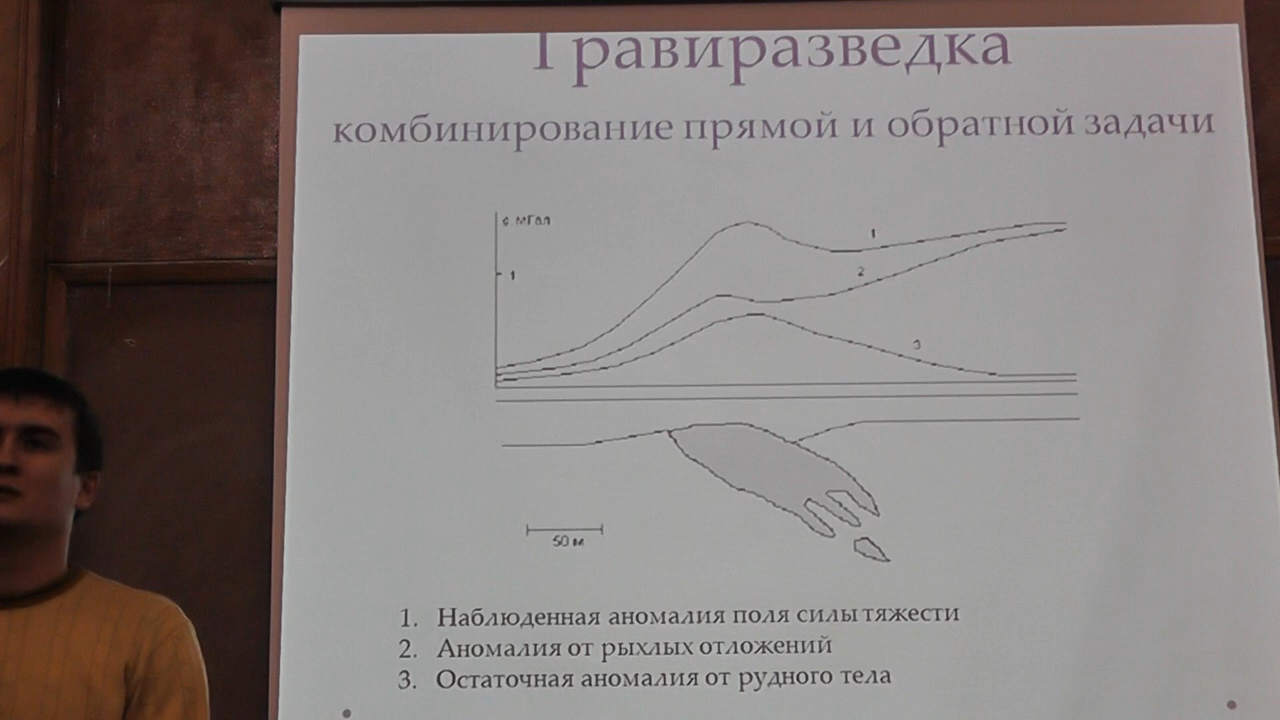 Гравиразведка
комбинирование прямой и обратной задачи
g, мГал
1
1
2
3
50 м
1. Наблюденная аномалия поля силы тяжести
2. Аномалия от рыхлых отложений
3. Остаточная аномалия от рудного тела